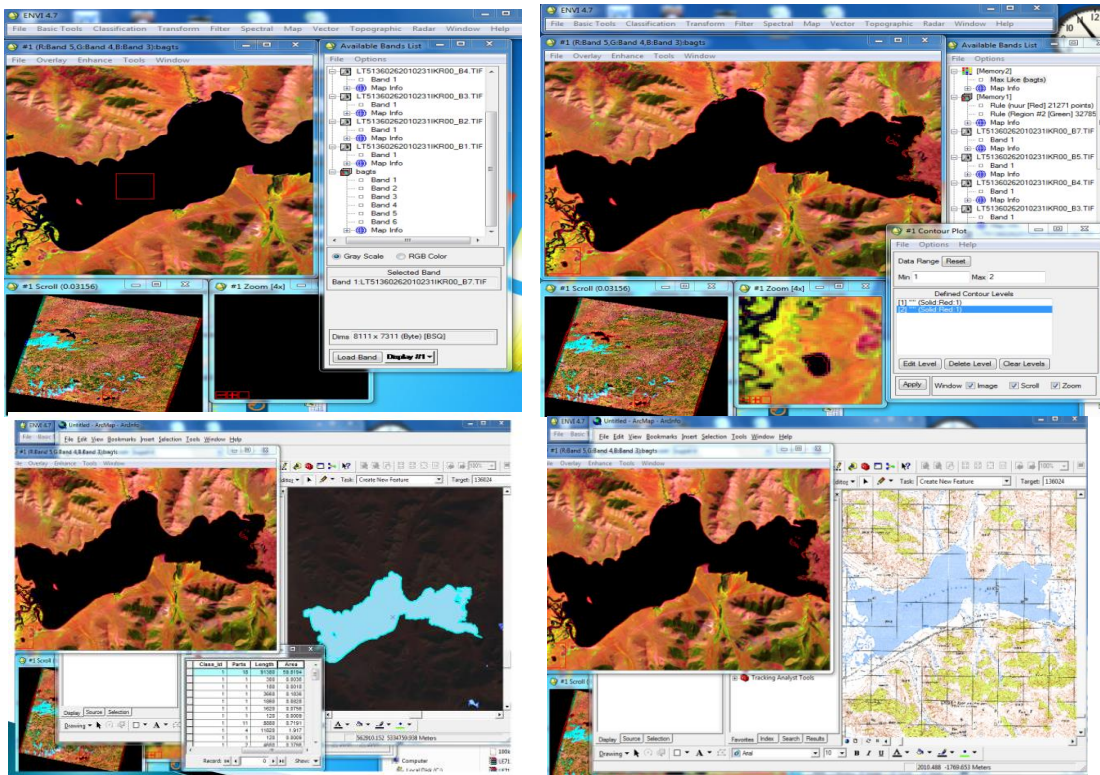 ENVI 4.7
File Basic Tools Classification Transform Filter Spectral Map Vector Topographic Radar Window Help
#1 (R:Band 5,G:Band 4,B:Band 3):bagts
File Overlay Enhance Tools Window
#1 Scroll (0.03156)
#1 Zoom [4x]
Available Bands List
File Options
LT51360262010231IKR00_B4.TIF
Band 1
Map Info
LT51360262010231IKR00_B3.TIF
Band 1
Map Info
LT51360262010231IKR00_B2.TIF
Band 1
Map Info
LT51360262010231IKR00_B1.TIF
Band 1
Map Info
bagts
Band 1
Band 2
Band 3
Band 4
Band 5
Band 6
Map Info
Gray Scale RGB Color
Selected Band
Band 1:LT51360262010231IKR00_B7.TIF
Dims 8111 x 7311 (Byte) [BSQ]
Load Band Display #1
ENVI 4.7
File Basic Tools Classification Transform Filter Spectral Map Vector Topographic Radar Window Help
12
#1 (R:Band 5,G:Band 4,B:Band 3):bagts
File Overlay Enhance Tools Window
#1 Scroll (0.03156)
#1 Zoom [4x]
Available Bands List
File Options
[Memory2]
Max Like (bagts)
Map Info
[Memory1]
Rule (nuur [Red] 21271 points)
Rule (Region #2 [Green] 32785
Map Info
LT51360262010231IKR00_B7.TIF
Band 1
Map Info
LT51360262010231IKR00_B5.TIF
Band 1
Map Info
LT51360262010231IKR00_B4.TIF
Band 1
Map Info
LT51360262010231IKR00_B3.TIF
Band 1
#1 Contour Plot
File Options Help
Data Range Reset
Min 1 Max 2
Defined Contour Levels
[1] "" (Solid:Red:1)
[2] "" (Solid:Red:1)
Edit Level Delete Level Clear Levels
Apply Window Image Scroll Zoom
ENVI 4.7 Untitled - ArcMap - ArcInfo
File Edit View Bookmarks Insert Selection Tools Window Help
#1 (R:Band 5,G:Band 4,B:Band 3):bagts
Overlay Enhance Tools Window
Task: Create New Feature Target: 136024
#1 Scroll
Class_Id Parts Length Area
Display Source Selection
Drawing
Record: 0 Show:
562910.152 5334759.938 Meters
Computer
Local Disk (C:)
ENVI 4.7 Untitled - ArcMap - ArcInfo
File Edit View Bookmarks Insert Selection Tools Window Help
#1 (R:Band 5,G:Band 4,B:Band 3):bagts
File Overlay Enhance Tools Window
Task: Create New Feature Target: 136024
#1 Scroll
Tracking Analyst Tools
Display Source Selection
Favorites Index Search Results
Drawing Arial 10 B I U
2010.488 -1769.653 Meters